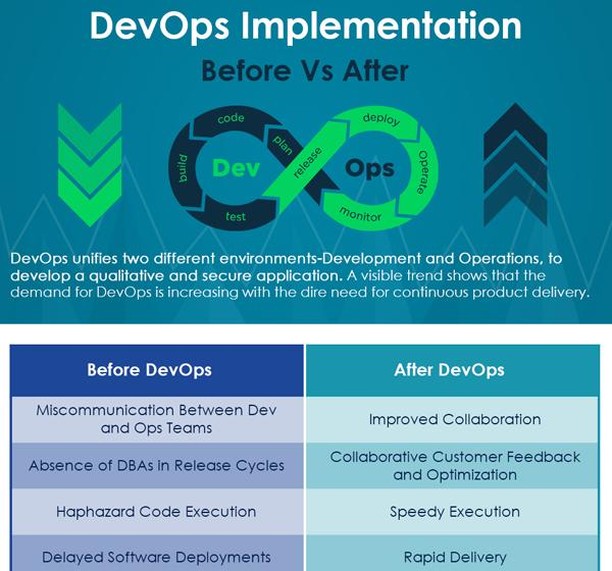 DevOps Implementation
Before Vs After
code
build
Dev
test
plan
release
deploy
Ops
Operate
monitor
DevOps unifies two different environments-Development and Operations, to
develop a qualitative and secure application. A visible trend shows that the
demand for DevOps is increasing with the dire need for continuous product delivery.
Before DevOps
After DevOps
Miscommunication Between Dev
and Ops Teams
Improved Collaboration
Absence of DBAs in Release Cycles
Collaborative Customer Feedback
and Optimization
Haphazard Code Execution
Speedy Execution
Delayed Software Deployments
Rapid Delivery